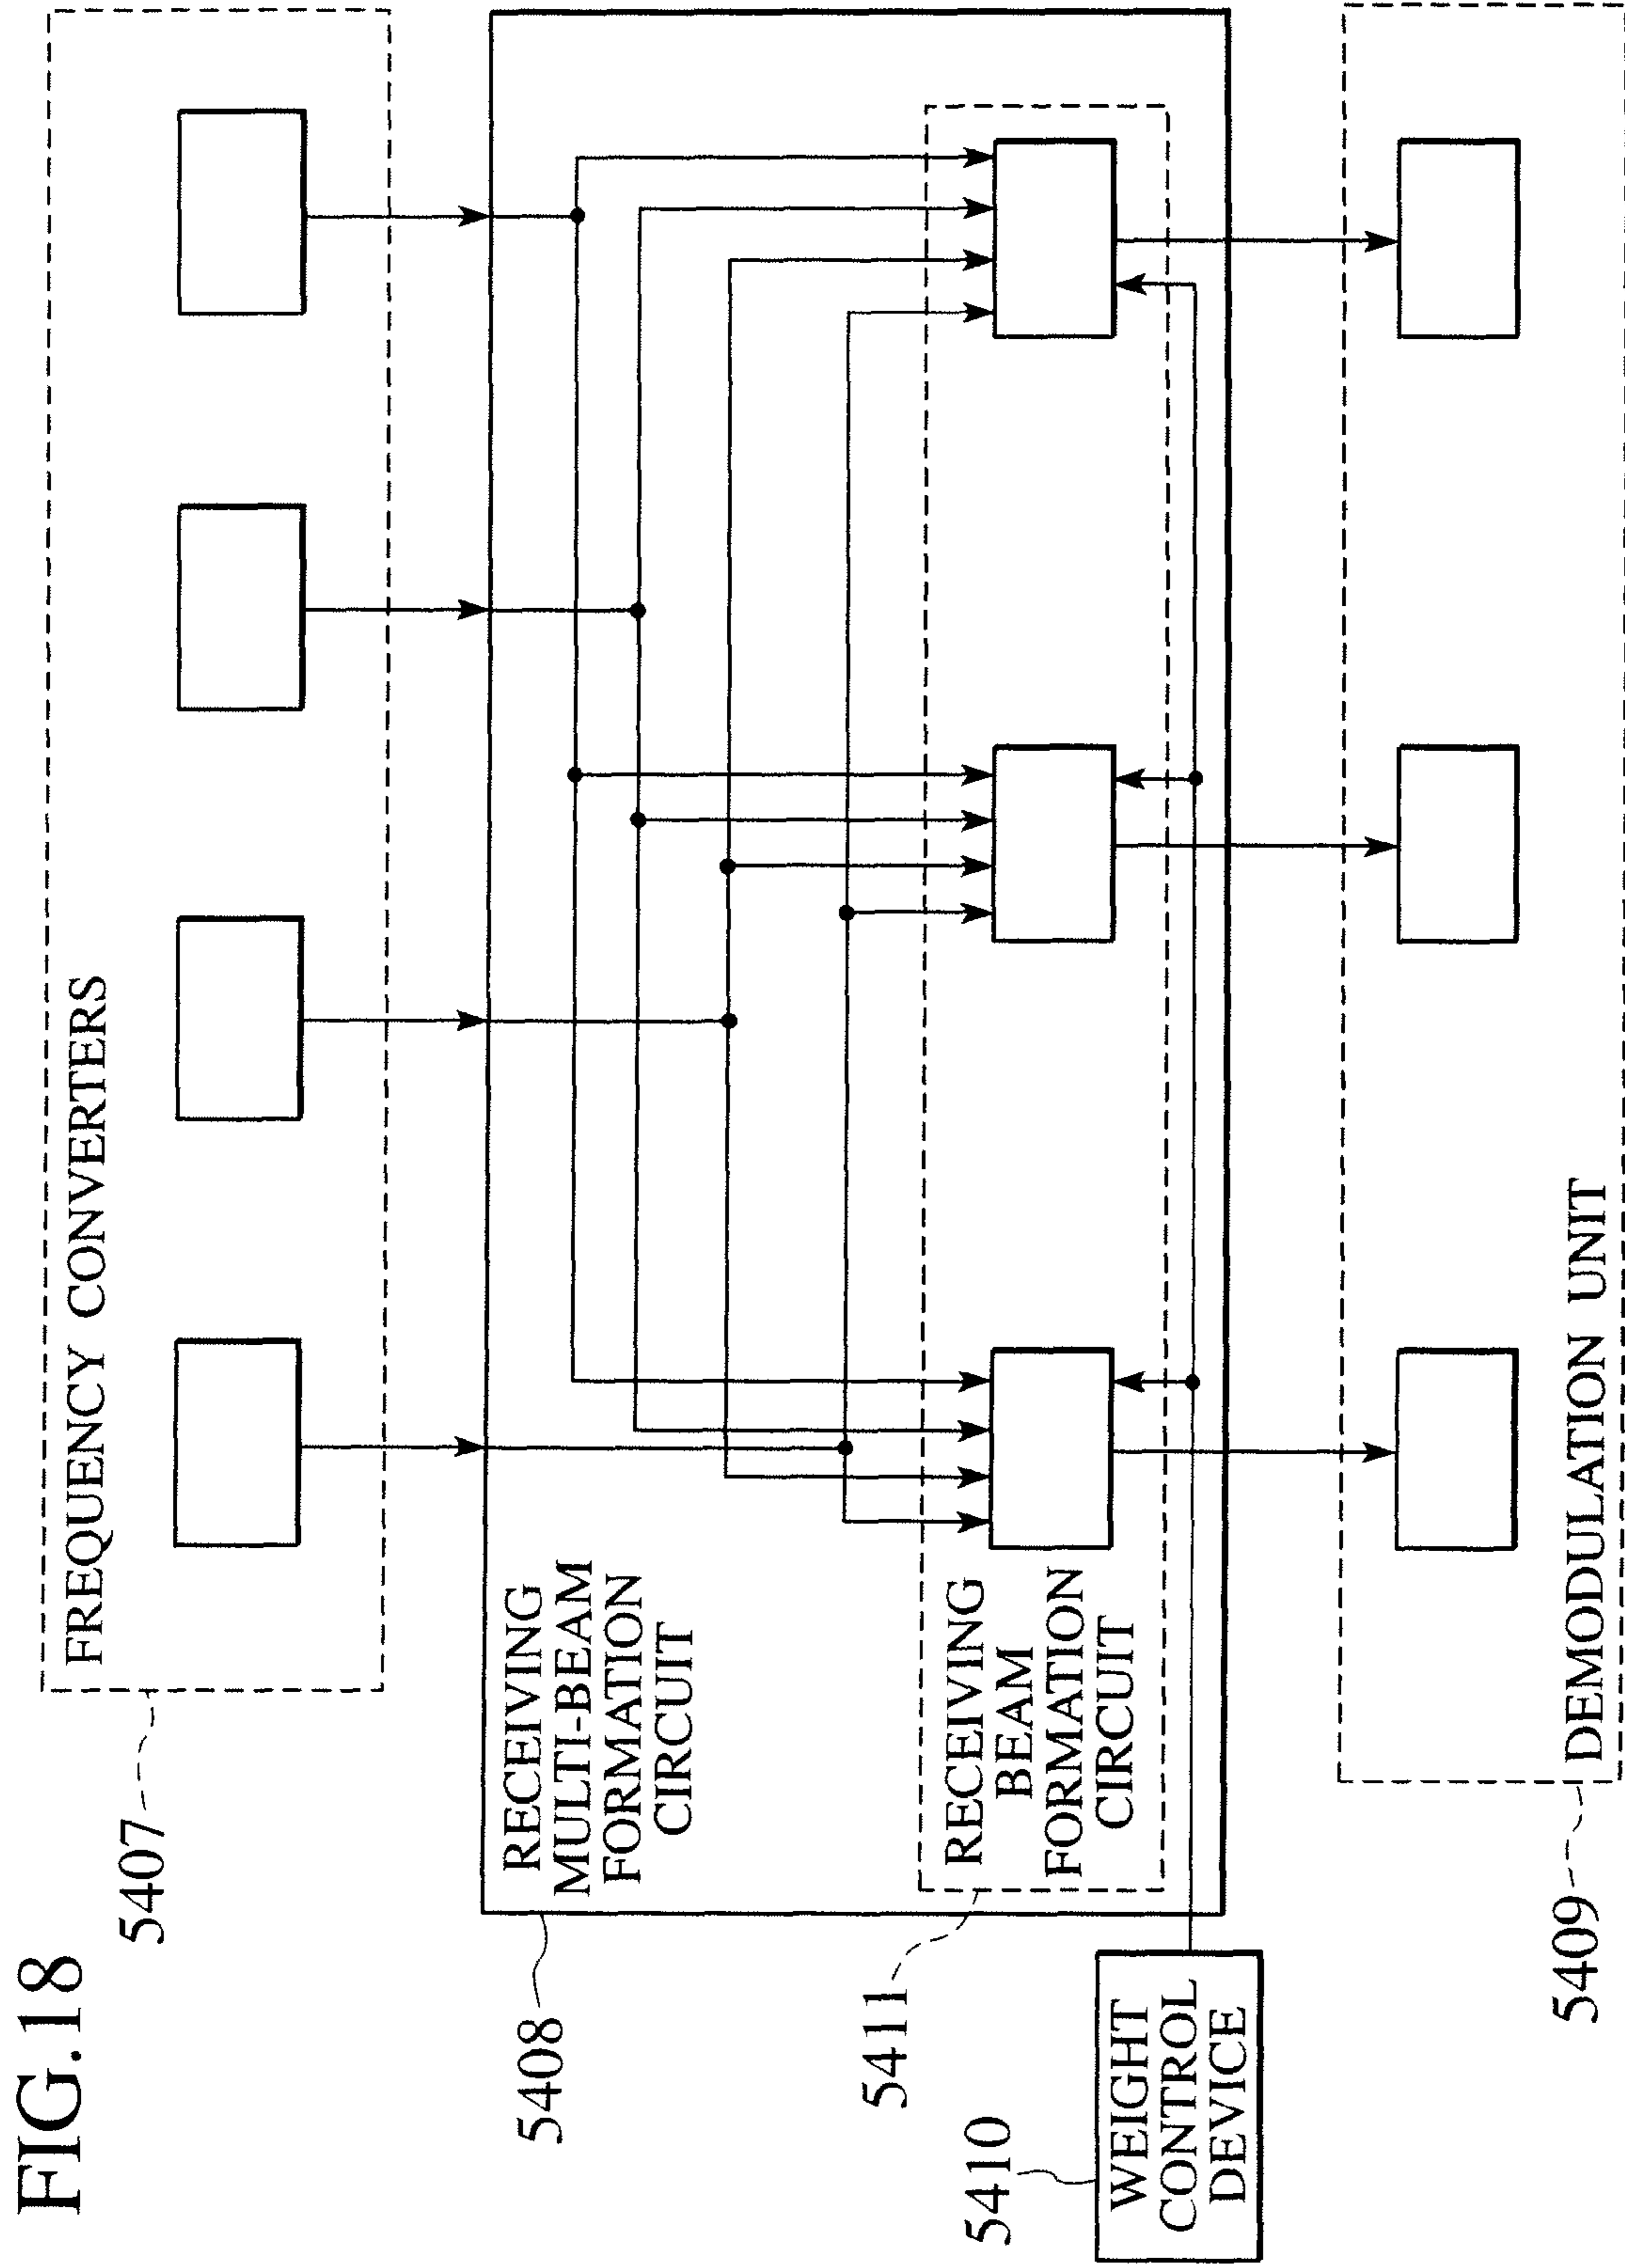 FIG.18
5407
FREQUENCY CONVERTERS
5408
RECEIVING
MULTI-BEAM
FORMATION
CIRCUIT
5411
RECEIVING
BEAM
FORMATION
CIRCUIT
5410
WEIGHT
CONTROL
DEVICE
5409
DEMODULATION UNIT